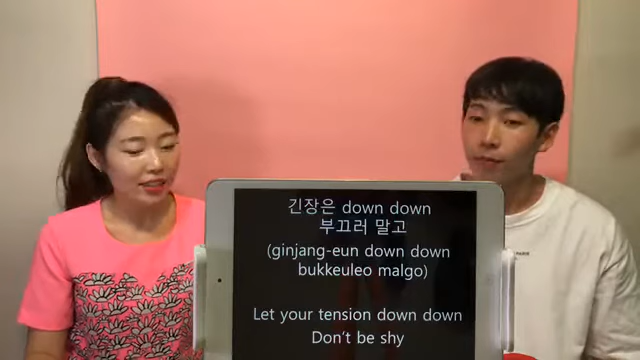 긴장은 down down
부끄러 말고
(ginjang-eun down down
bukkeuleo malgo)
Let your tension down down
Don't be shy